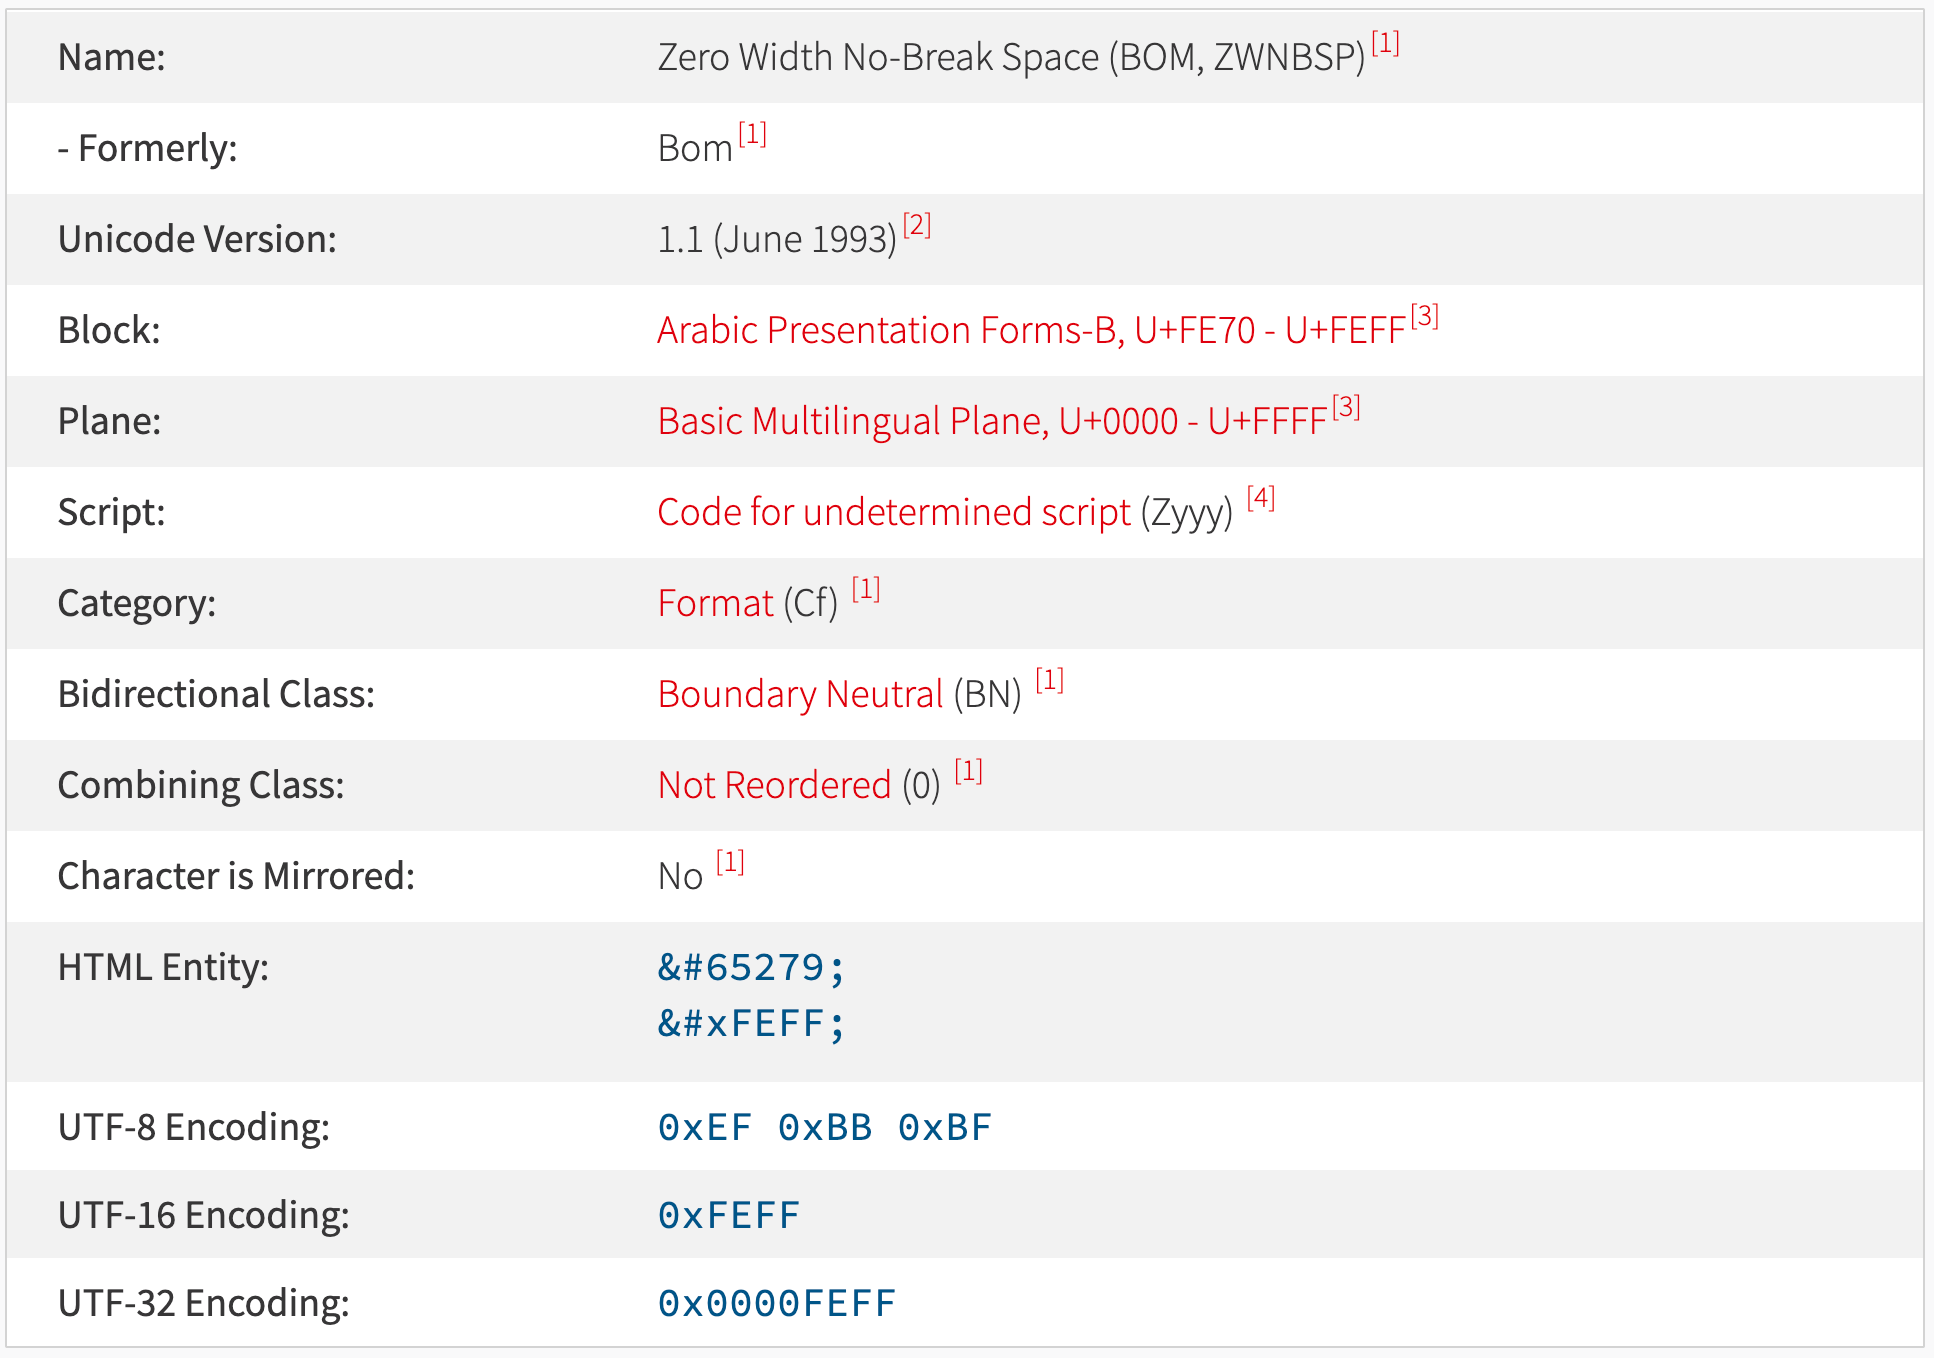 Name: Zero Width No-Break Space (BOM, ZWNBSP)[1]
- Formerly: Bom[1]
Unicode Version: 1.1 (June 1993)[2]
Block: Arabic Presentation Forms-B, U+FE70 - U+FEFF[3]
Plane: Basic Multilingual Plane, U+0000 - U+FFFF[3]
Script: Code for undetermined script (Zyyy) [4]
Category: Format (Cf) [1]
Bidirectional Class: Boundary Neutral (BN) [1]
Combining Class: Not Reordered (0) [1]
Character is Mirrored: No [1]
HTML Entity: &#65279;
&#xFEFF;
UTF-8 Encoding: 0xEF 0xBB 0xBF
UTF-16 Encoding: 0xFEFF
UTF-32 Encoding: 0x0000FEFF